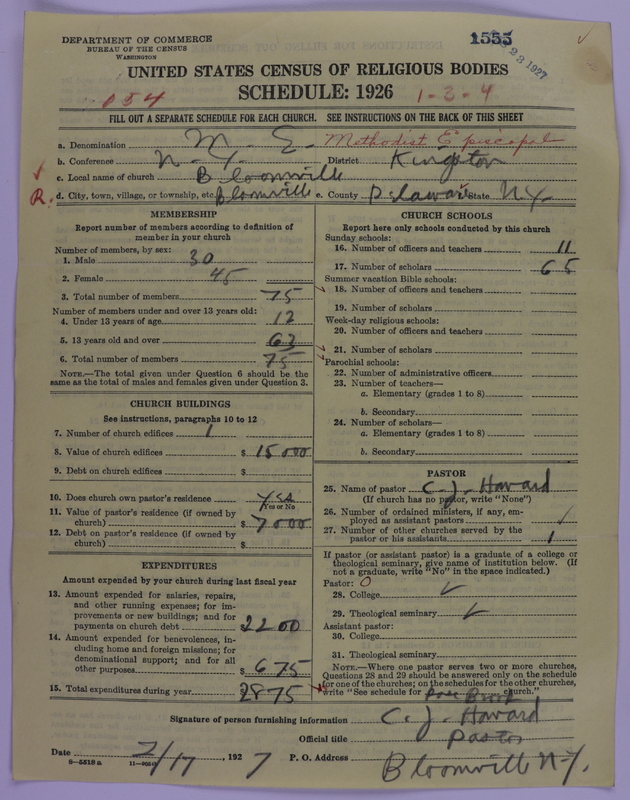 DEPARTMENT OF COMMERCE
BUREAU OF THE CENSUS
WASHINGTON
1555
23 1927
UNITED STATES CENSUS OF RELIGIOUS BODIES
SCHEDULE: 1926
054
1-3-4
FILL OUT A SEPARATE SCHEDULE FOR EACH CHURCH. SEE INSTRUCTIONS ON THE BACK OF THIS SHEET
a. Denomination M. E. Methodist Episcopal
b. Conference N. Y. District Kingston
c. Local name of church Bloomville
R. d. City, town, village, or township, etc. Bloomville e. County Delaware State N.Y.
MEMBERSHIP
Report number of members according to definition of
member in your church
Number of members, by sex:
1. Male 30
2. Female 45
3. Total number of members 75
Number of members under and over 13 years old:
4. Under 13 years of age 12
5. 13 years old and over 63
6. Total number of members 75
NOTE.—The total given under Question 6 should be the
same as the total of males and females given under Question 3.
CHURCH BUILDINGS
See instructions, paragraphs 10 to 12
7. Number of church edifices 1
8. Value of church edifices $ 15000
9. Debt on church edifices $
10. Does church own pastor's residence yes
Yes or No
11. Value of pastor's residence (if owned by
church) $ 7000
12. Debt on pastor's residence (if owned by
church) $
EXPENDITURES
Amount expended by your church during last fiscal year
13. Amount expended for salaries, repairs,
and other running expenses; for im-
provements or new buildings; and for
payments on church debt 2200
14. Amount expended for benevolences, in-
cluding home and foreign missions; for
denominational support; and for all
other purposes $ 675
15. Total expenditures during year 2875
CHURCH SCHOOLS
Report here only schools conducted by this church
Sunday schools:
16. Number of officers and teachers 11
17. Number of scholars 65
Summer vacation Bible schools:
18. Number of officers and teachers
19. Number of scholars
Week-day religious schools:
20. Number of officers and teachers
21. Number of scholars
Parochial schools:
22. Number of administrative officers
23. Number of teachers—
a. Elementary (grades 1 to 8)
b. Secondary
24. Number of scholars—
a. Elementary (grades 1 to 8)
b. Secondary
PASTOR
25. Name of pastor C. J. Havard
(If church has no pastor, write "None")
26. Number of ordained ministers, if any, em-
ployed as assistant pastors
27. Number of other churches served by the
pastor or his assistants 1
If pastor (or assistant pastor) is a graduate of a college or
theological seminary, give name of institution below. (If
not a graduate, write "No" in the space indicated.)
Pastor: 0
28. College
29. Theological seminary
Assistant pastor:
30. College
31. Theological seminary
NOTE.—Where one pastor serves two or more churches,
Questions 28 and 29 should be answered only on the schedule
for one of the churches; on the schedules for the other churches,
write "See schedule for church."
Signature of person furnishing information C. J. Havard
Official title Pastor
Date 2/17, 1927 P. O. Address Bloomville N.Y.